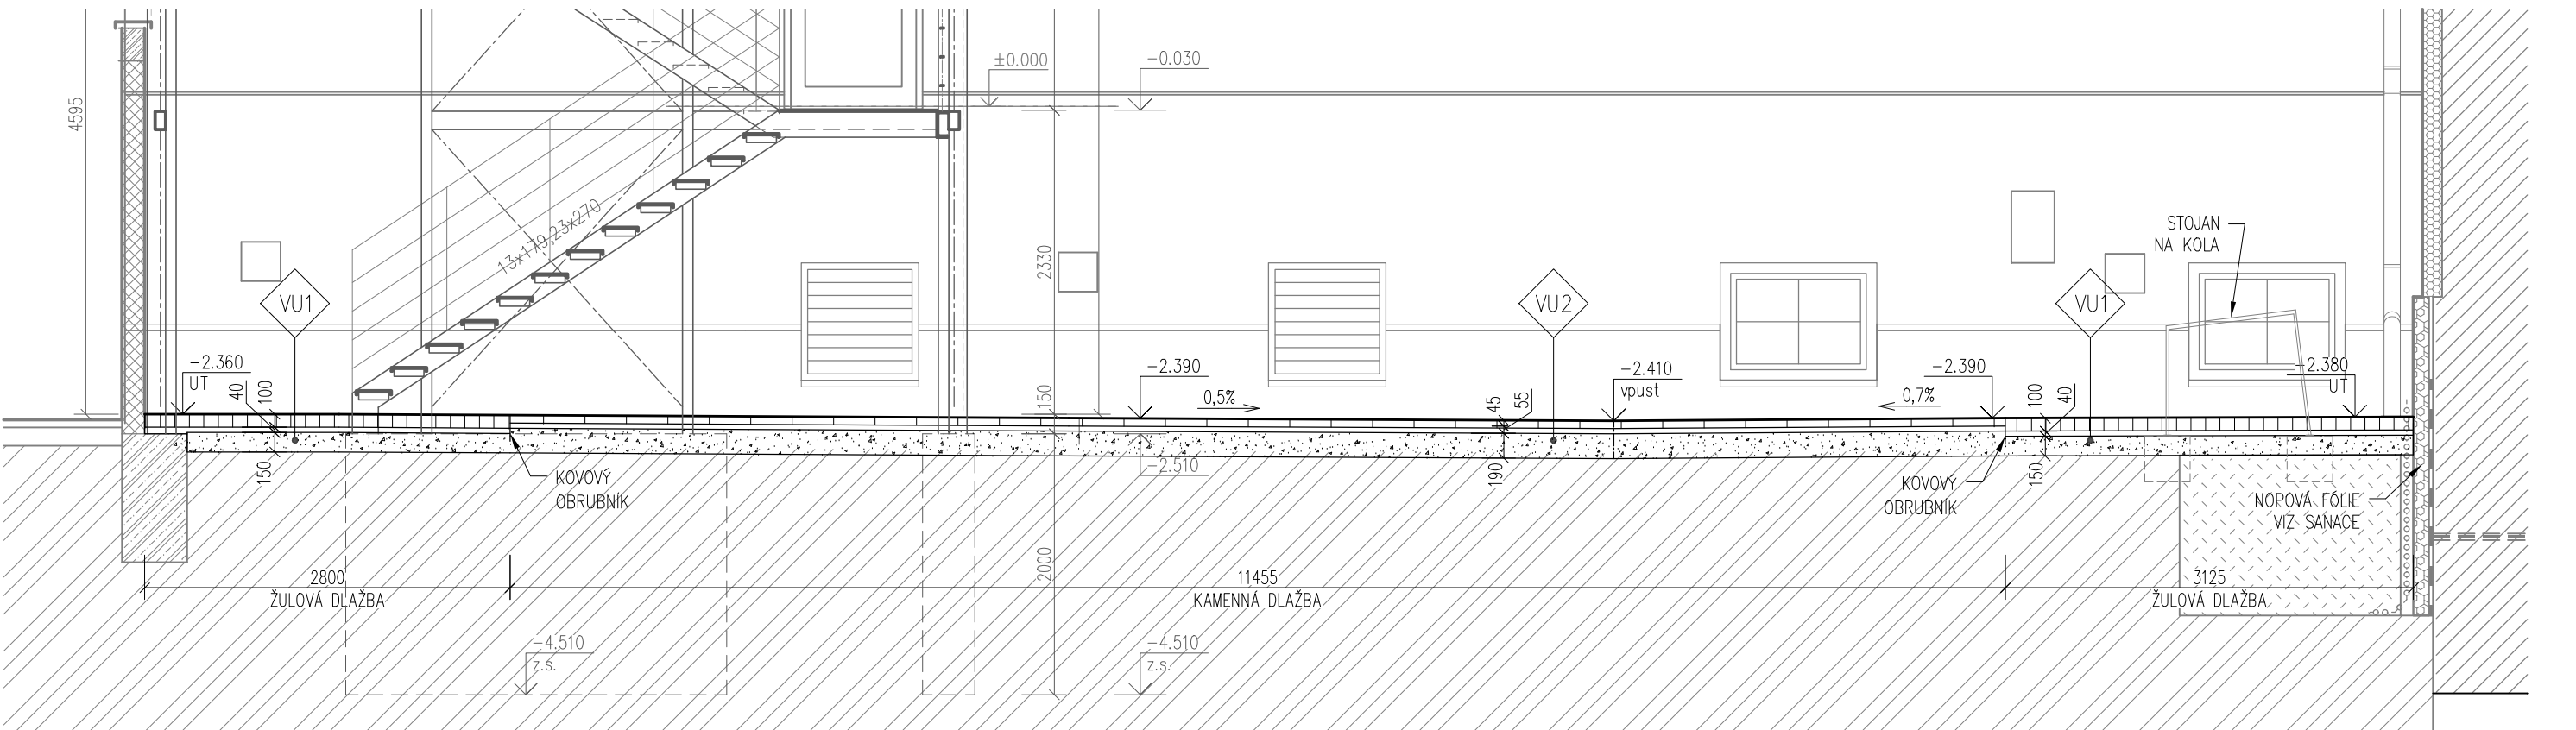 ±0.000
-0.030
4595
13x179,23x270
2330
STOJAN
NA KOLA
VU1
VU2
VU1
-2.360
UT
40
100
150
-2.390
0,5%
150
45
55
-2.410
vpust
0,7%
-2.390
100
40
-2.380
UT
150
KOVOVÝ
OBRUBNÍK
-2.510
190
KOVOVÝ
OBRUBNÍK
150
NOPOVÁ FÓLIE
VIZ SANACE
2000
2800
ŽULOVÁ DLAŽBA
11455
KAMENNÁ DLAŽBA
3125
ŽULOVÁ DLAŽBA
-4.510
z.s.
-4.510
z.s.